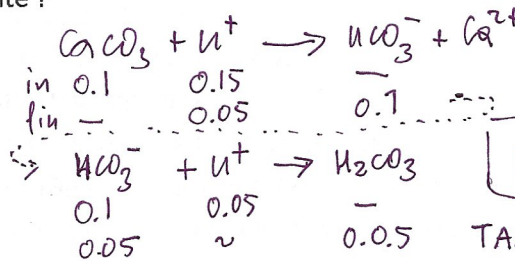 CaCO₃ + H⁺ → HCO₃⁻ + Ca²⁺
in 0.1 0.15 —
fin — 0.05 0.1
HCO₃⁻ + H⁺ → H₂CO₃
0.1 0.05 —
0.05 ~ 0.0.5 TA